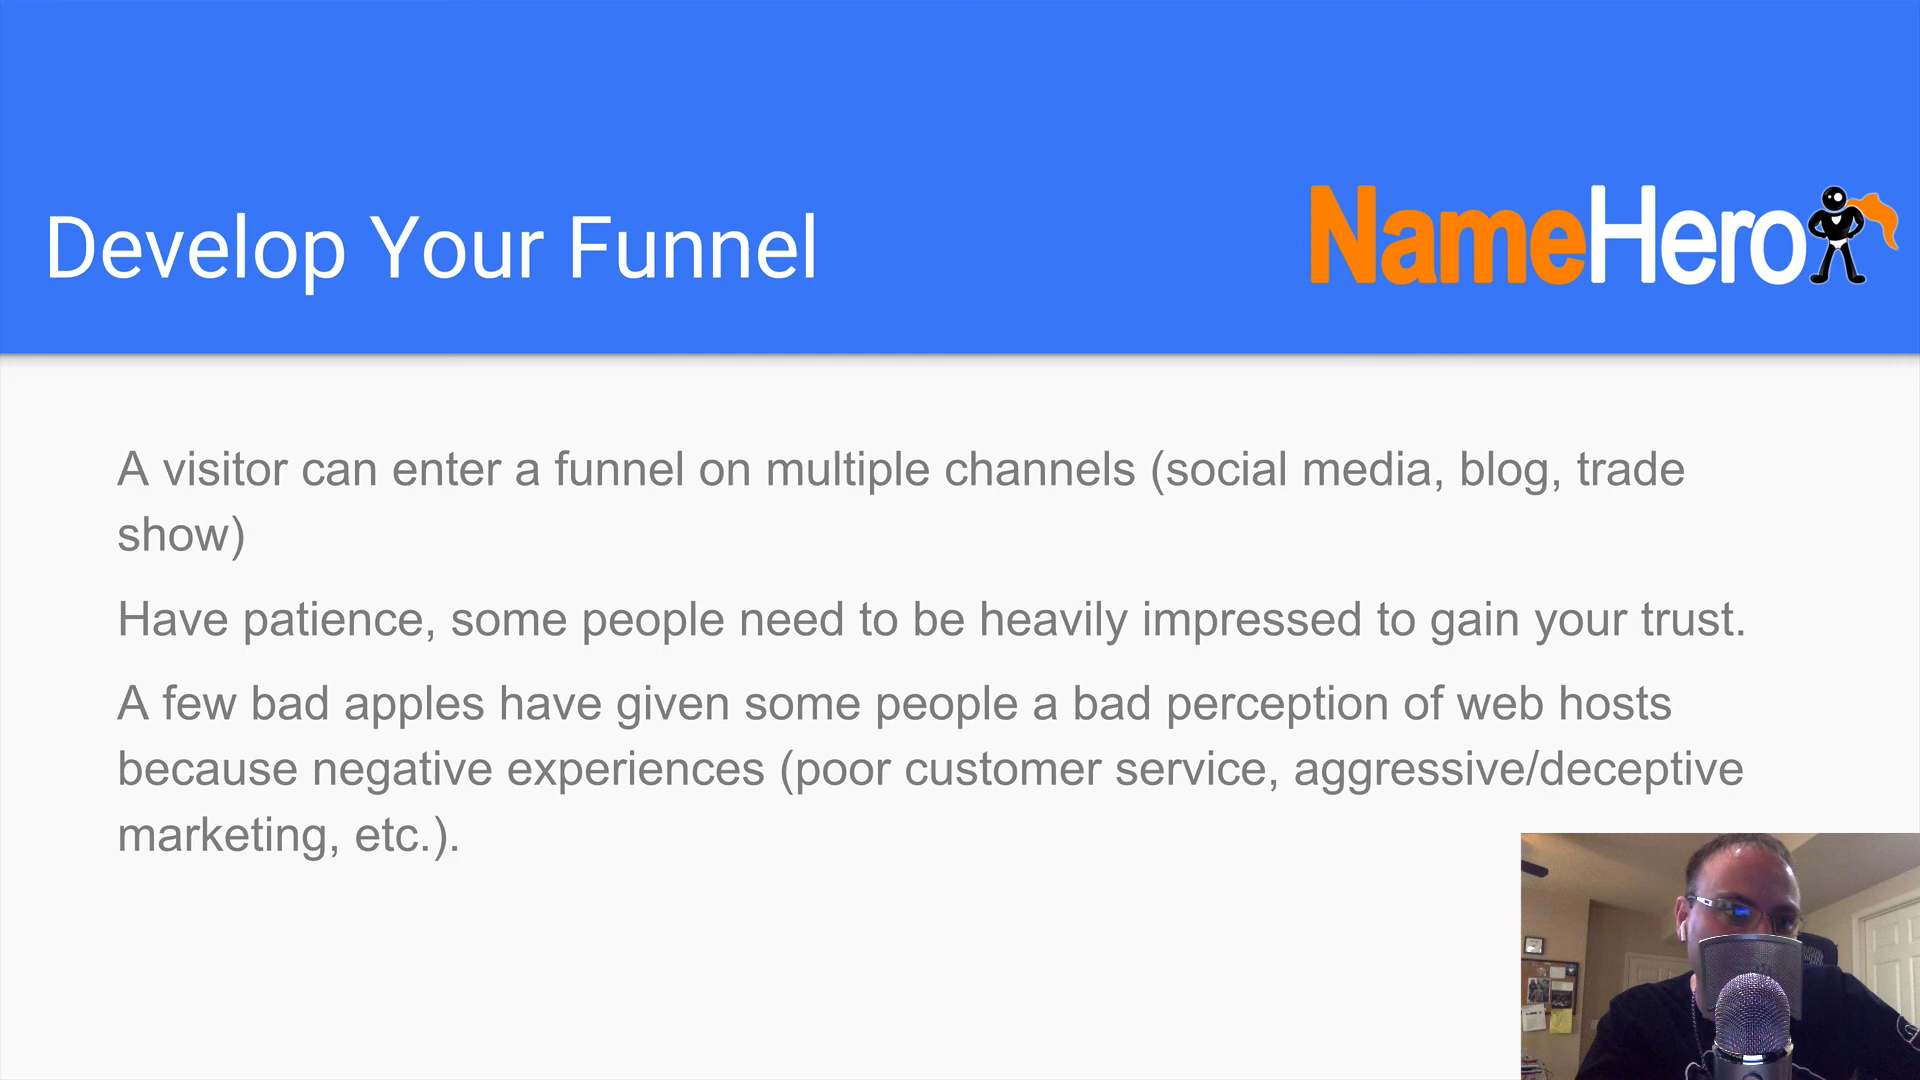 Develop Your Funnel
NameHero
A visitor can enter a funnel on multiple channels (social media, blog, trade
show)
Have patience, some people need to be heavily impressed to gain your trust.
A few bad apples have given some people a bad perception of web hosts
because negative experiences (poor customer service, aggressive/deceptive
marketing, etc.).